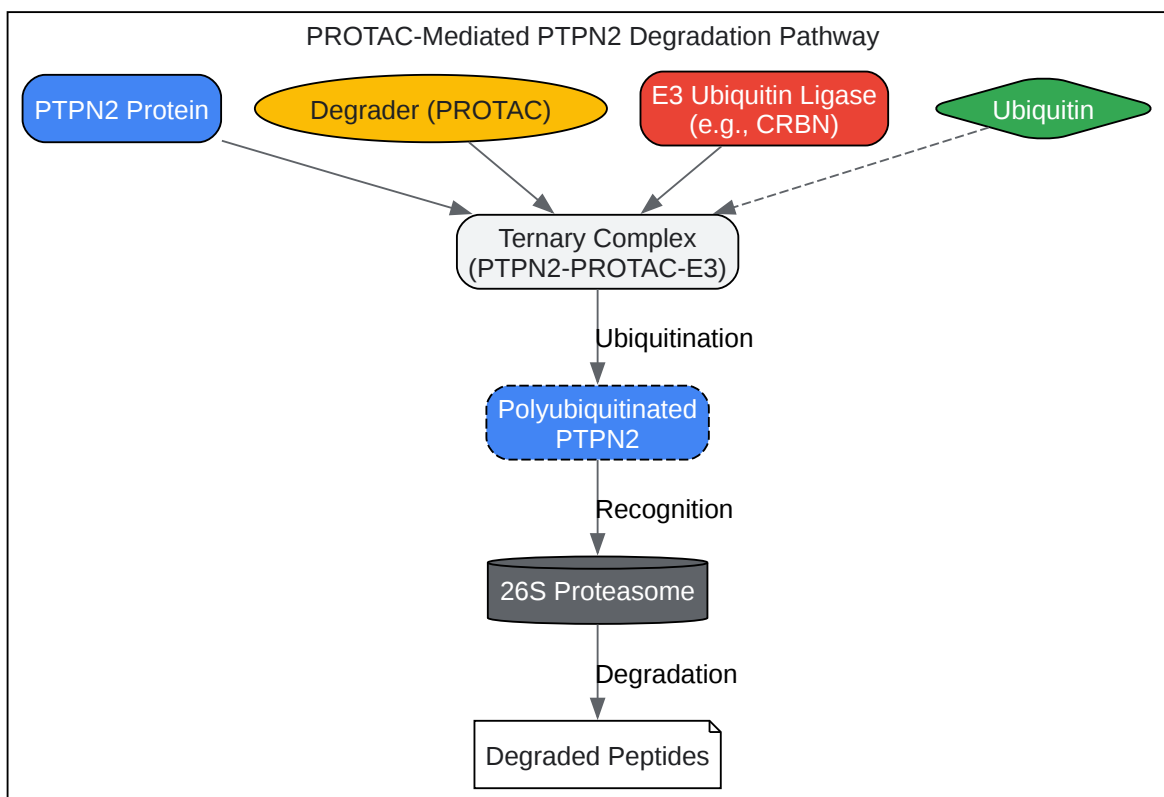 PROTAC-Mediated PTPN2 Degradation Pathway
PTPN2 Protein
Degrader (PROTAC)
E3 Ubiquitin Ligase
(e.g., CRBN)
Ubiquitin
Ternary Complex
(PTPN2-PROTAC-E3)
Ubiquitination
Polyubiquitinated
PTPN2
Recognition
26S Proteasome
Degradation
Degraded Peptides